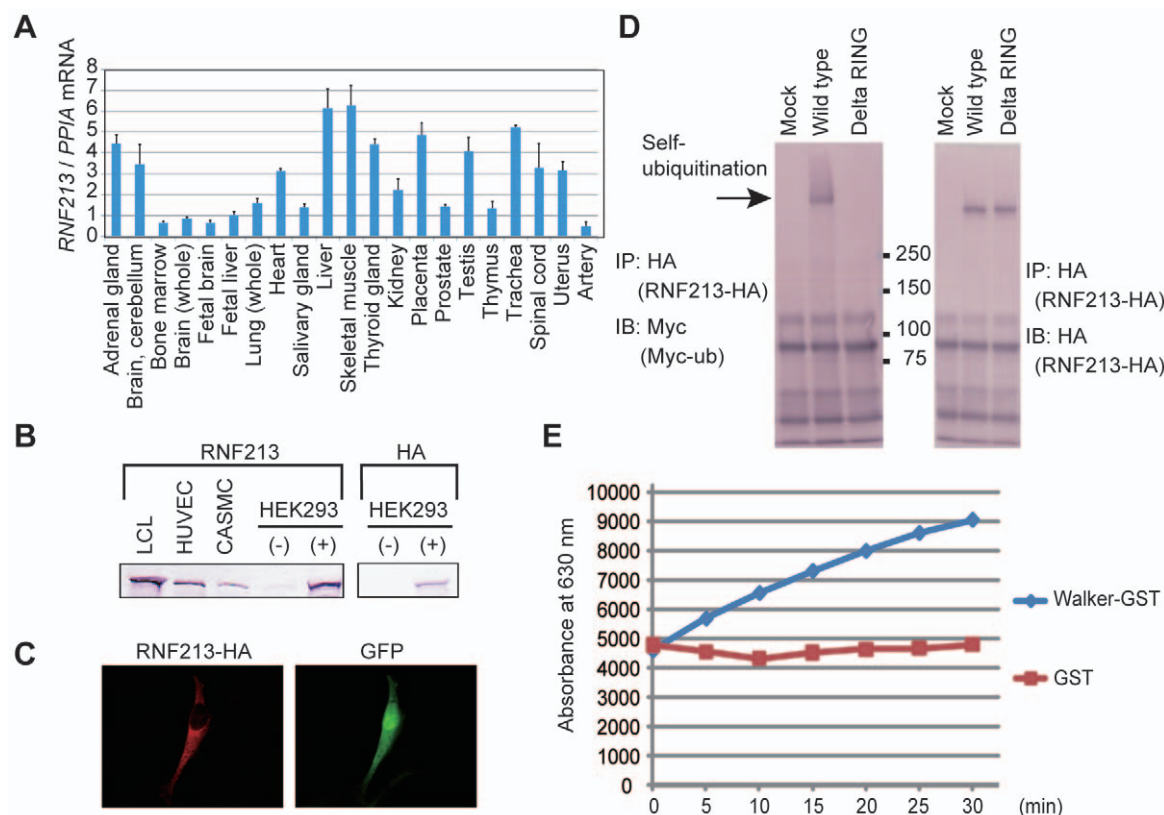 A
RNF213 / PPIA mRNA
8
7
6
5
4
3
2
1
0
Adrenal gland
Brain, cerebellum
Bone marrow
Brain (whole)
Fetal brain
Fetal liver
Lung (whole)
Heart
Salivary gland
Liver
Skeletal muscle
Thyroid gland
Kidney
Placenta
Prostate
Testis
Thymus
Trachea
Spinal cord
Uterus
Artery
B
RNF213
HA
LCL
HUVEC
CASMC
HEK293
HEK293
(-)
(+)
(-)
(+)
C
RNF213-HA
GFP
D
Mock
Wild type
Delta RING
Mock
Wild type
Delta RING
Self-
ubiquitination
IP: HA
(RNF213-HA)
IB: Myc
(Myc-ub)
250
150
100
75
IP: HA
(RNF213-HA)
IB: HA
(RNF213-HA)
E
Absorbance at 630 nm
10000
9000
8000
7000
6000
5000
4000
3000
2000
1000
0
0 5 10 15 20 25 30 (min)
Walker-GST
GST